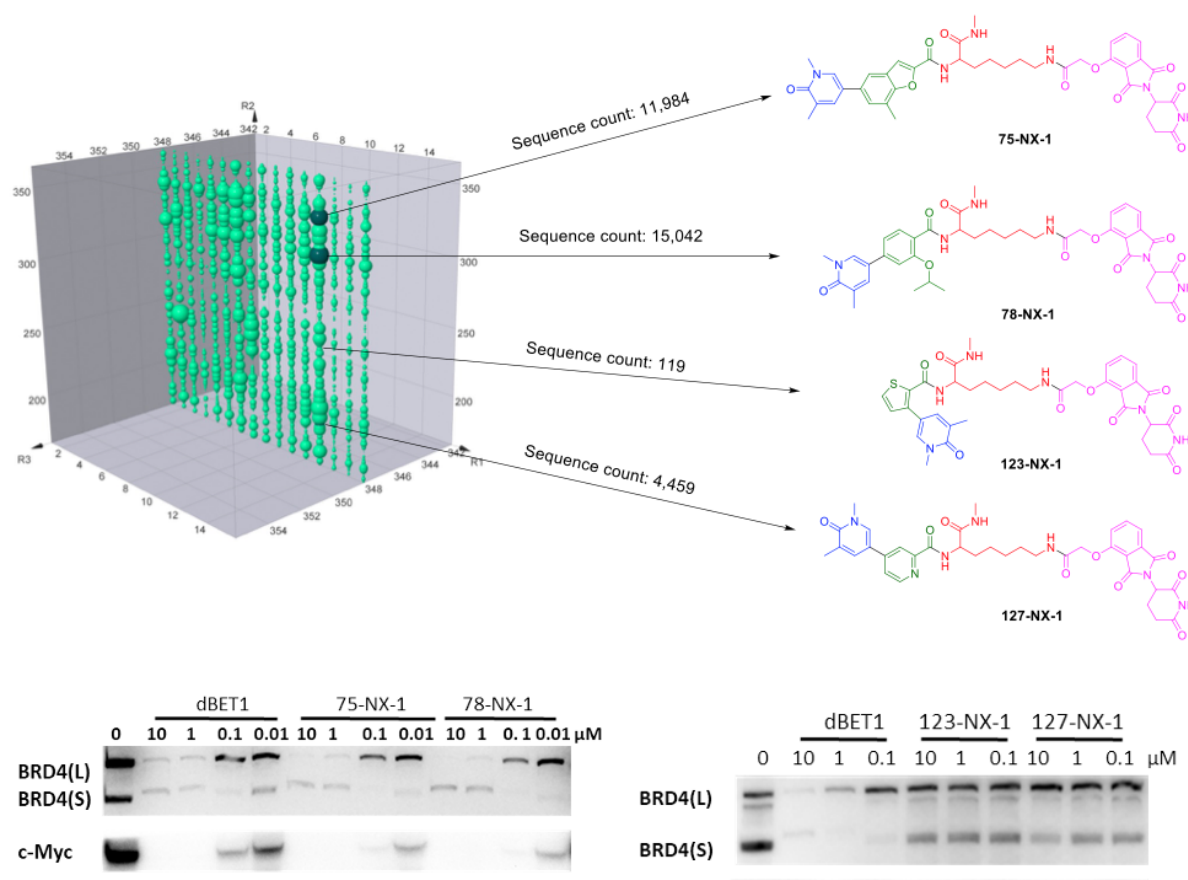 R2
342 2 4 6 8 10 12 14
354 352 350 348 346 344
350
300
250
200
350
300
250
200
R3
2 4 6 8 10 12 14
354 352 350 348 346 344 342
R1
Sequence count: 11,984
75-NX-1
Sequence count: 15,042
78-NX-1
Sequence count: 119
123-NX-1
Sequence count: 4,459
127-NX-1
dBET1 75-NX-1 78-NX-1
0 10 1 0.1 0.01 10 1 0.1 0.01 10 1 0.1 0.01 μM
BRD4(L)
BRD4(S)
c-Myc
dBET1 123-NX-1 127-NX-1
0 10 1 0.1 10 1 0.1 10 1 0.1 μM
BRD4(L)
BRD4(S)